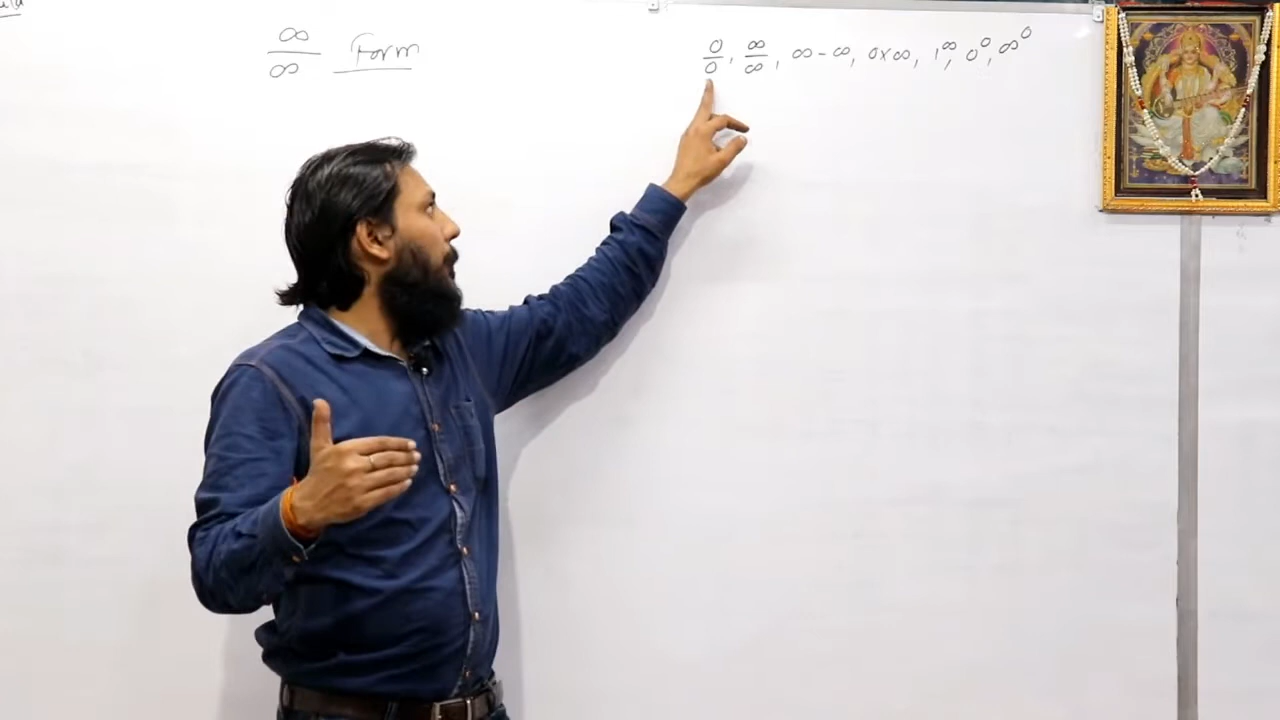 ∞/∞ Form
0/0, ∞/∞, ∞-∞, 0×∞, 1^∞, 0^0, ∞^0